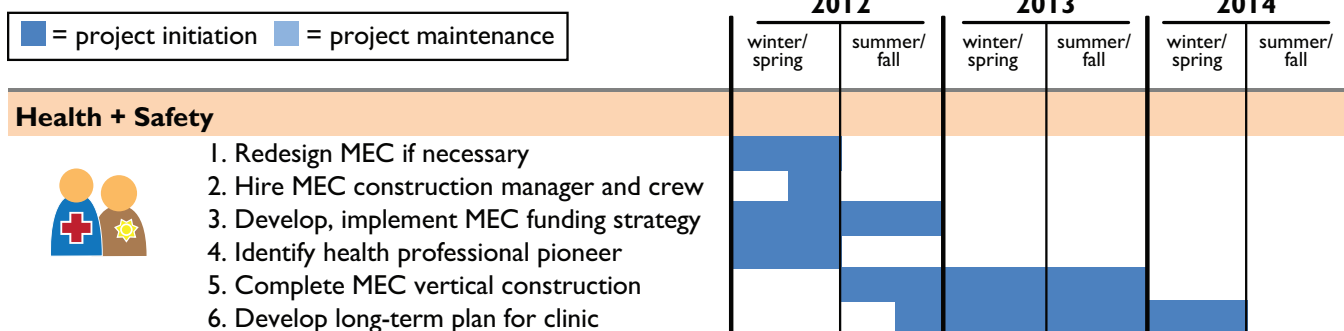 2012 2013 2014
= project initiation = project maintenance
winter/ summer/ winter/ summer/ winter/ summer/
spring fall spring fall spring fall
Health + Safety
1. Redesign MEC if necessary
2. Hire MEC construction manager and crew
3. Develop, implement MEC funding strategy
4. Identify health professional pioneer
5. Complete MEC vertical construction
6. Develop long-term plan for clinic